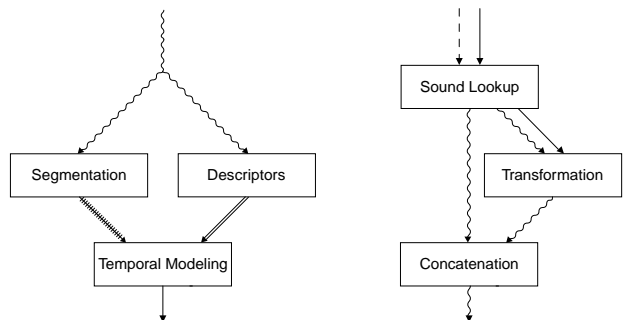 Sound Lookup
Segmentation
Descriptors
Transformation
Temporal Modeling
Concatenation